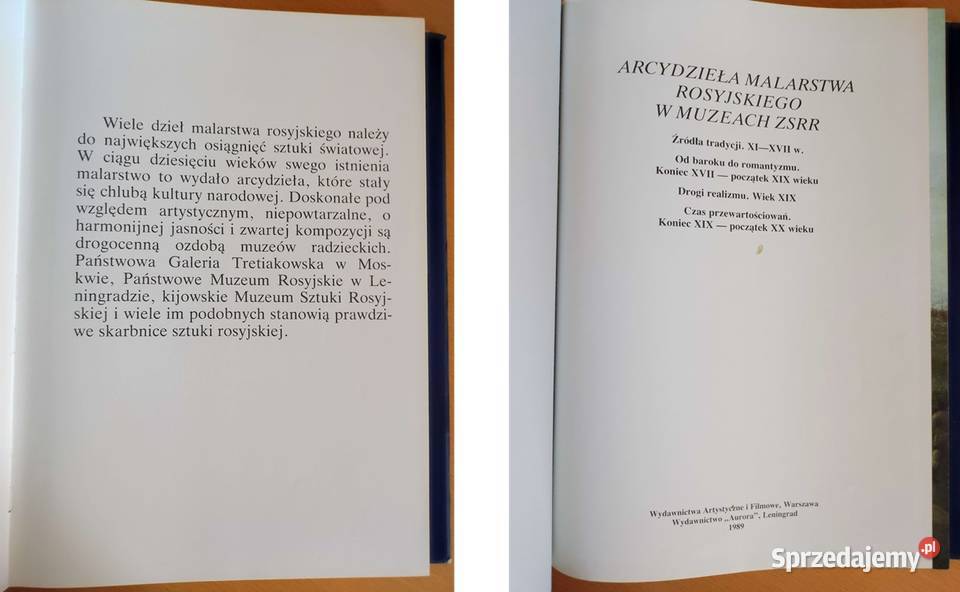 Wiele dzieł malarstwa rosyjskiego należy
do największych osiągnięć sztuki światowej.
W ciągu dziesięciu wieków swego istnienia
malarstwo to wydało arcydzieła, które stały
się chlubą kultury narodowej. Doskonałe pod
względem artystycznym, niepowtarzalne, o
harmonijnej jasności i zwartej kompozycji są
drogocenną ozdobą muzeów radzieckich.
Państwowa Galeria Tretiakowska w Mos-
kwie, Państwowe Muzeum Rosyjskie w Le-
ningradzie, kijowskie Muzeum Sztuki Rosyj-
skiej i wiele im podobnych stanowią prawdzi-
we skarbnice sztuki rosyjskiej.
ARCYDZIEŁA MALARSTWA
ROSYJSKIEGO
W MUZEACH ZSRR
Źródła tradycji. XI—XVII w.
Od baroku do romantyzmu.
Koniec XVII — początek XIX wieku
Drogi realizmu. Wiek XIX
Czas przewartościowań.
Koniec XIX — początek XX wieku
Wydawnictwa Artystyczne i Filmowe, Warszawa
Wydawnictwo „Aurora”, Leningrad
1989
Sprzedajemy.pl